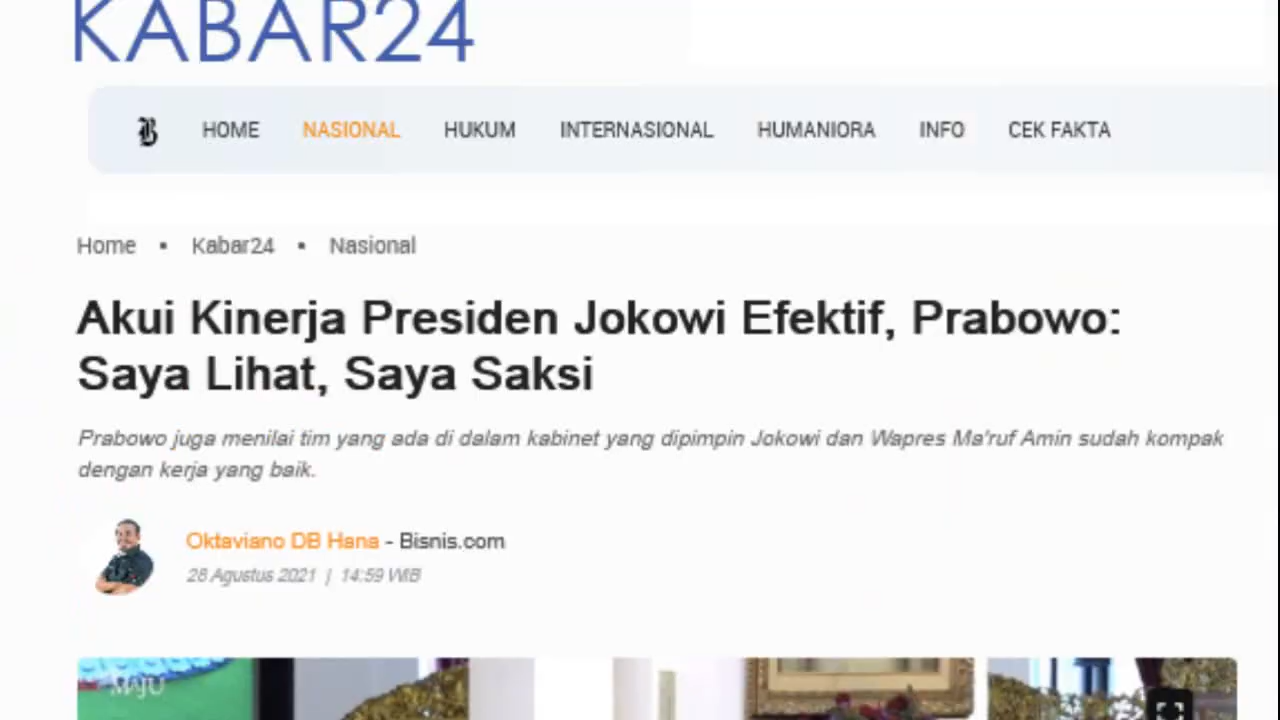 KABAR24
B HOME NASIONAL HUKUM INTERNASIONAL HUMANIORA INFO CEK FAKTA
Home • Kabar24 • Nasional
Akui Kinerja Presiden Jokowi Efektif, Prabowo:
Saya Lihat, Saya Saksi
Prabowo juga menilai tim yang ada di dalam kabinet yang dipimpin Jokowi dan Wapres Ma'ruf Amin sudah kompak
dengan kerja yang baik.
Oktaviano DB Hana - Bisnis.com
28 Agustus 2021 | 14:59 WIB
MAJU